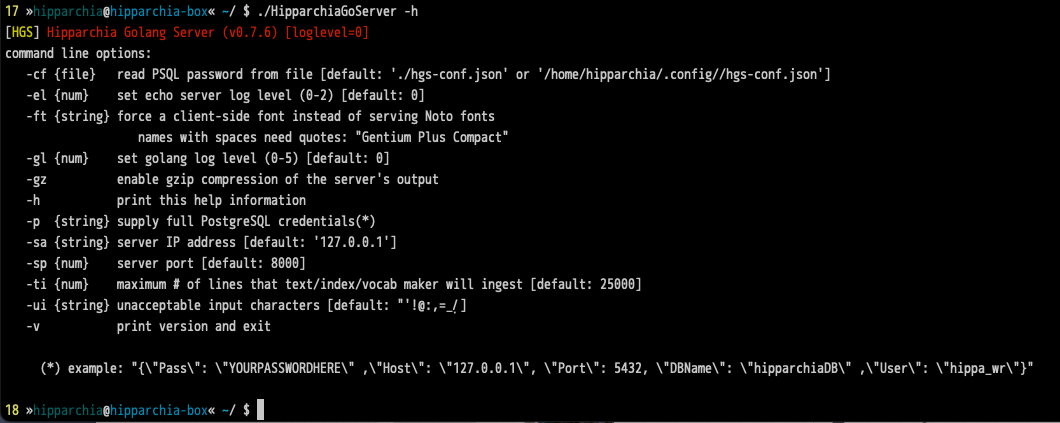 17 »hipparchia@hipparchia-box« ~/ $ ./HipparchiaGoServer -h
[HGS] Hipparchia Golang Server (v0.7.6) [loglevel=0]
command line options:
   -cf {file}   read PSQL password from file [default: './hgs-conf.json' or '/home/hipparchia/.config//hgs-conf.json']
   -el {num}    set echo server log level (0-2) [default: 0]
   -ft {string} force a client-side font instead of serving Noto fonts
                   names with spaces need quotes: "Gentium Plus Compact"
   -gl {num}    set golang log level (0-5) [default: 0]
   -gz          enable gzip compression of the server's output
   -h           print this help information
   -p  {string} supply full PostgreSQL credentials(*)
   -sa {string} server IP address [default: '127.0.0.1']
   -sp {num}    server port [default: 8000]
   -ti {num}    maximum # of lines that text/index/vocab maker will ingest [default: 25000]
   -ui {string} unacceptable input characters [default: "'!@:,=_/̣]
   -v           print version and exit
     (*) example: "{\"Pass\": \"YOURPASSWORDHERE\" ,\"Host\": \"127.0.0.1\", \"Port\": 5432, \"DBName\": \"hipparchiaDB\" ,\"User\": \"hippa_wr\"}"
18 »hipparchia@hipparchia-box« ~/ $